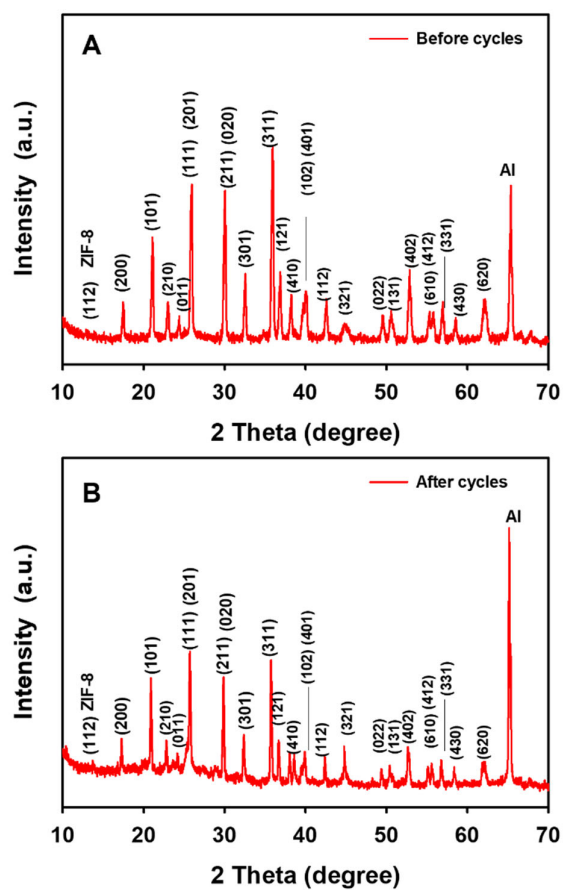 A
Before cycles
Intensity (a.u.)
(112) ZIF-8
(200)
(101)
(210)
(011)
(111) (201)
(211) (020)
(301)
(311)
(121)
(410)
(102) (401)
(112)
(321)
(022)
(131)
(402)
(610) (412)
(331)
(430)
(620)
Al
10 20 30 40 50 60 70
2 Theta (degree)
B
After cycles
Intensity (a.u.)
(112) ZIF-8
(200)
(101)
(210)
(011)
(111) (201)
(211) (020)
(301)
(311)
(121)
(410)
(102) (401)
(112)
(321)
(022)
(131)
(402)
(610) (412)
(331)
(430)
(620)
Al
10 20 30 40 50 60 70
2 Theta (degree)